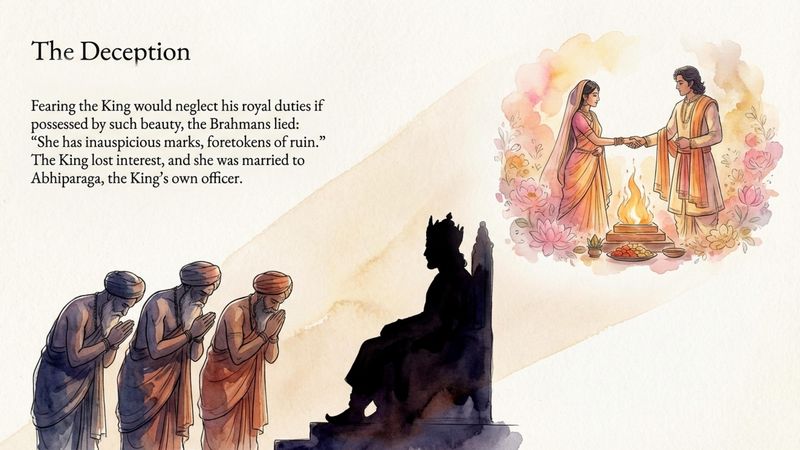 The Deception
Fearing the King would neglect his royal duties if
possessed by such beauty, the Brahmans lied:
“She has inauspicious marks, foretokens of ruin.”
The King lost interest, and she was married to
Abhiparaga, the King’s own officer.